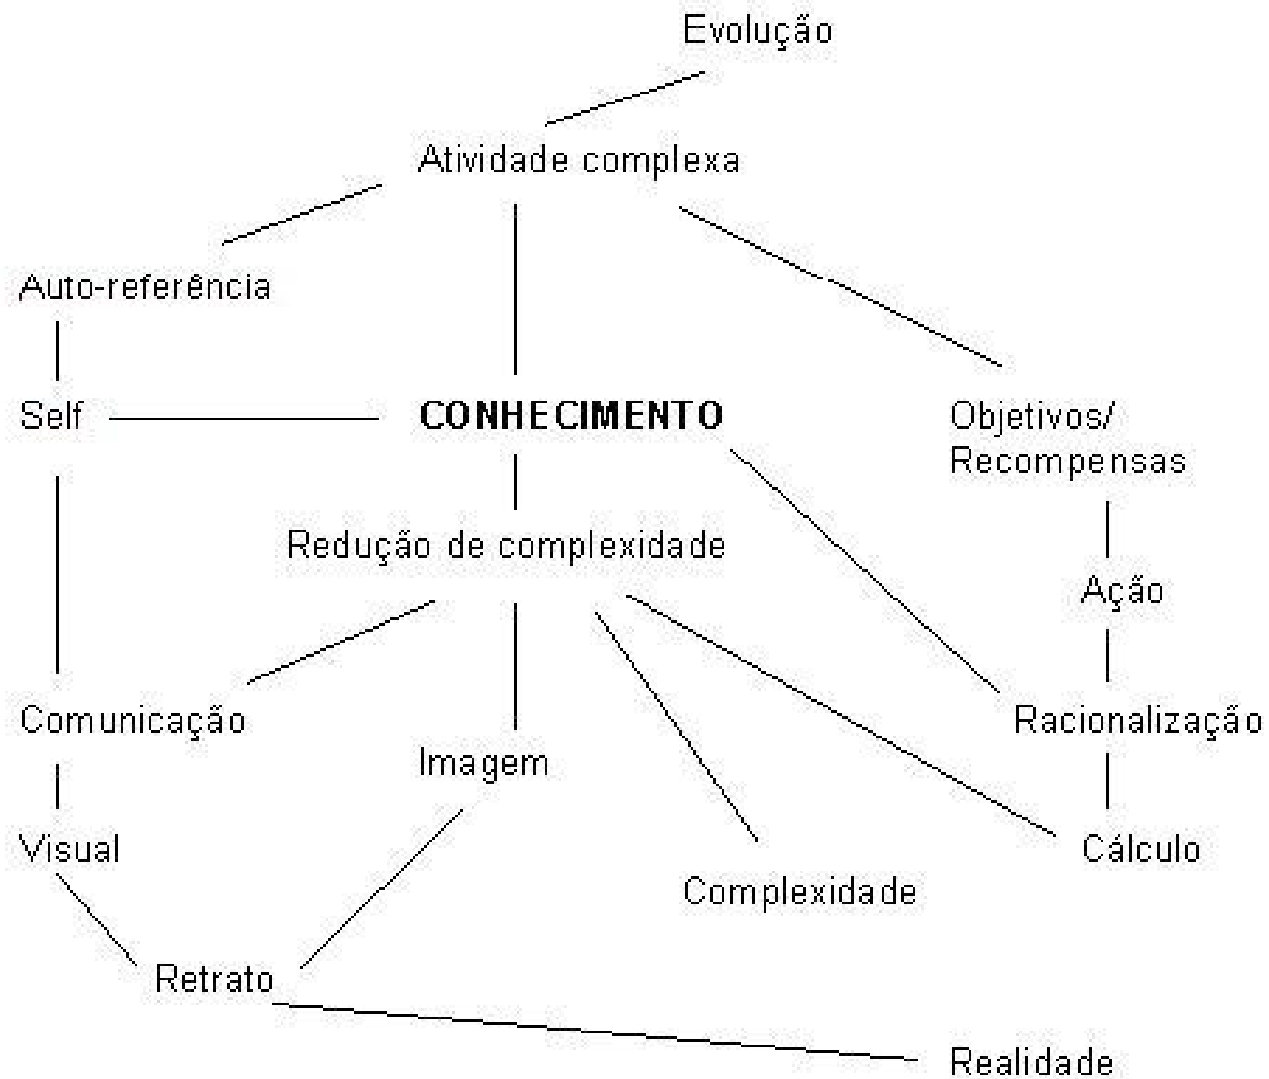 Evolução
Atividade complexa
Auto-referência
Self
CONHECIMENTO
Objetivos/
Recompensas
Redução de complexidade
Ação
Comunicação
Racionalização
Imagem
Visual
Cálculo
Complexidade
Retrato
Realidade